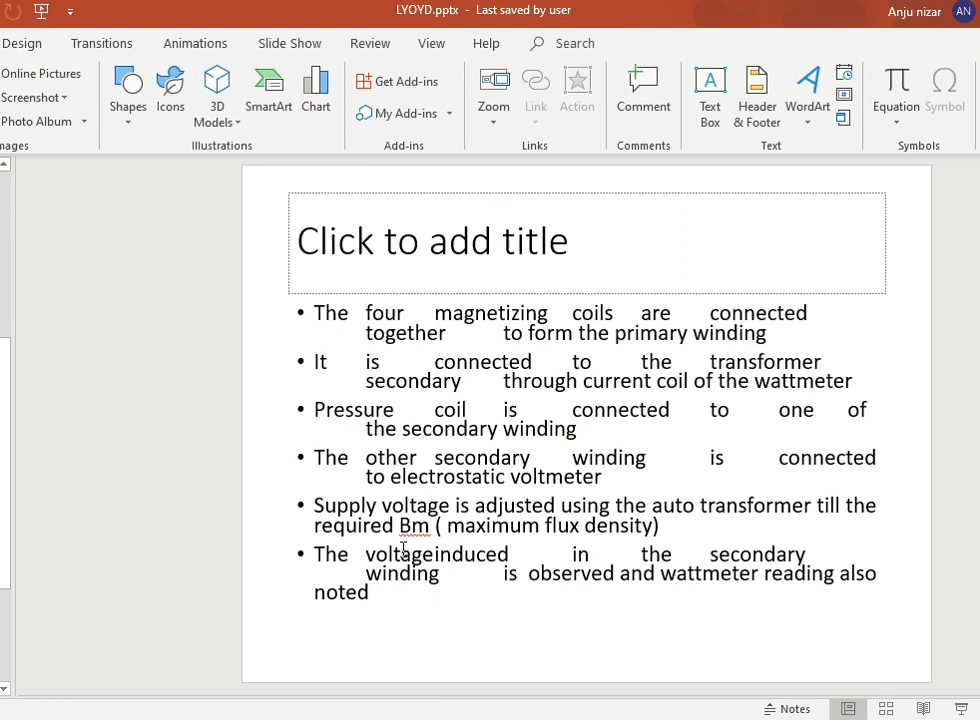 LYOYD.pptx - Last saved by user
Anju nizar AN
Design Transitions Animations Slide Show Review View Help Search
Online Pictures
Screenshot
Photo Album
Shapes
Icons
3D
Models
SmartArt
Chart
Get Add-ins
My Add-ins
Zoom
Link
Action
Comment
Text
Box
Header
& Footer
WordArt
Equation
Symbol
mages
Illustrations
Add-ins
Links
Comments
Text
Symbols
Click to add title
• The four magnetizing coils are connected
together to form the primary winding
• It is connected to the transformer
secondary through current coil of the wattmeter
• Pressure coil is connected to one of
the secondary winding
• The other secondary winding is connected
to electrostatic voltmeter
• Supply voltage is adjusted using the auto transformer till the
required Bm ( maximum flux density)
• The voltage induced in the secondary
winding is observed and wattmeter reading also
noted
Notes